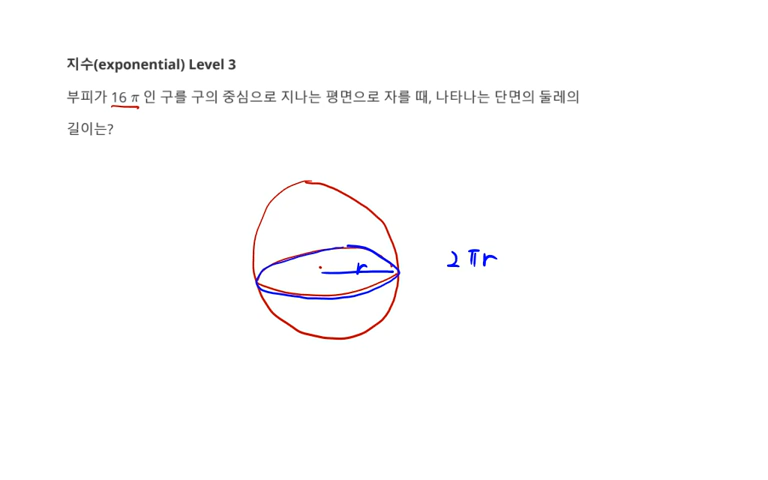 지수(exponential) Level 3
부피가 16 π 인 구를 구의 중심으로 지나는 평면으로 자를 때, 나타나는 단면의 둘레의
길이는?
r
2πr